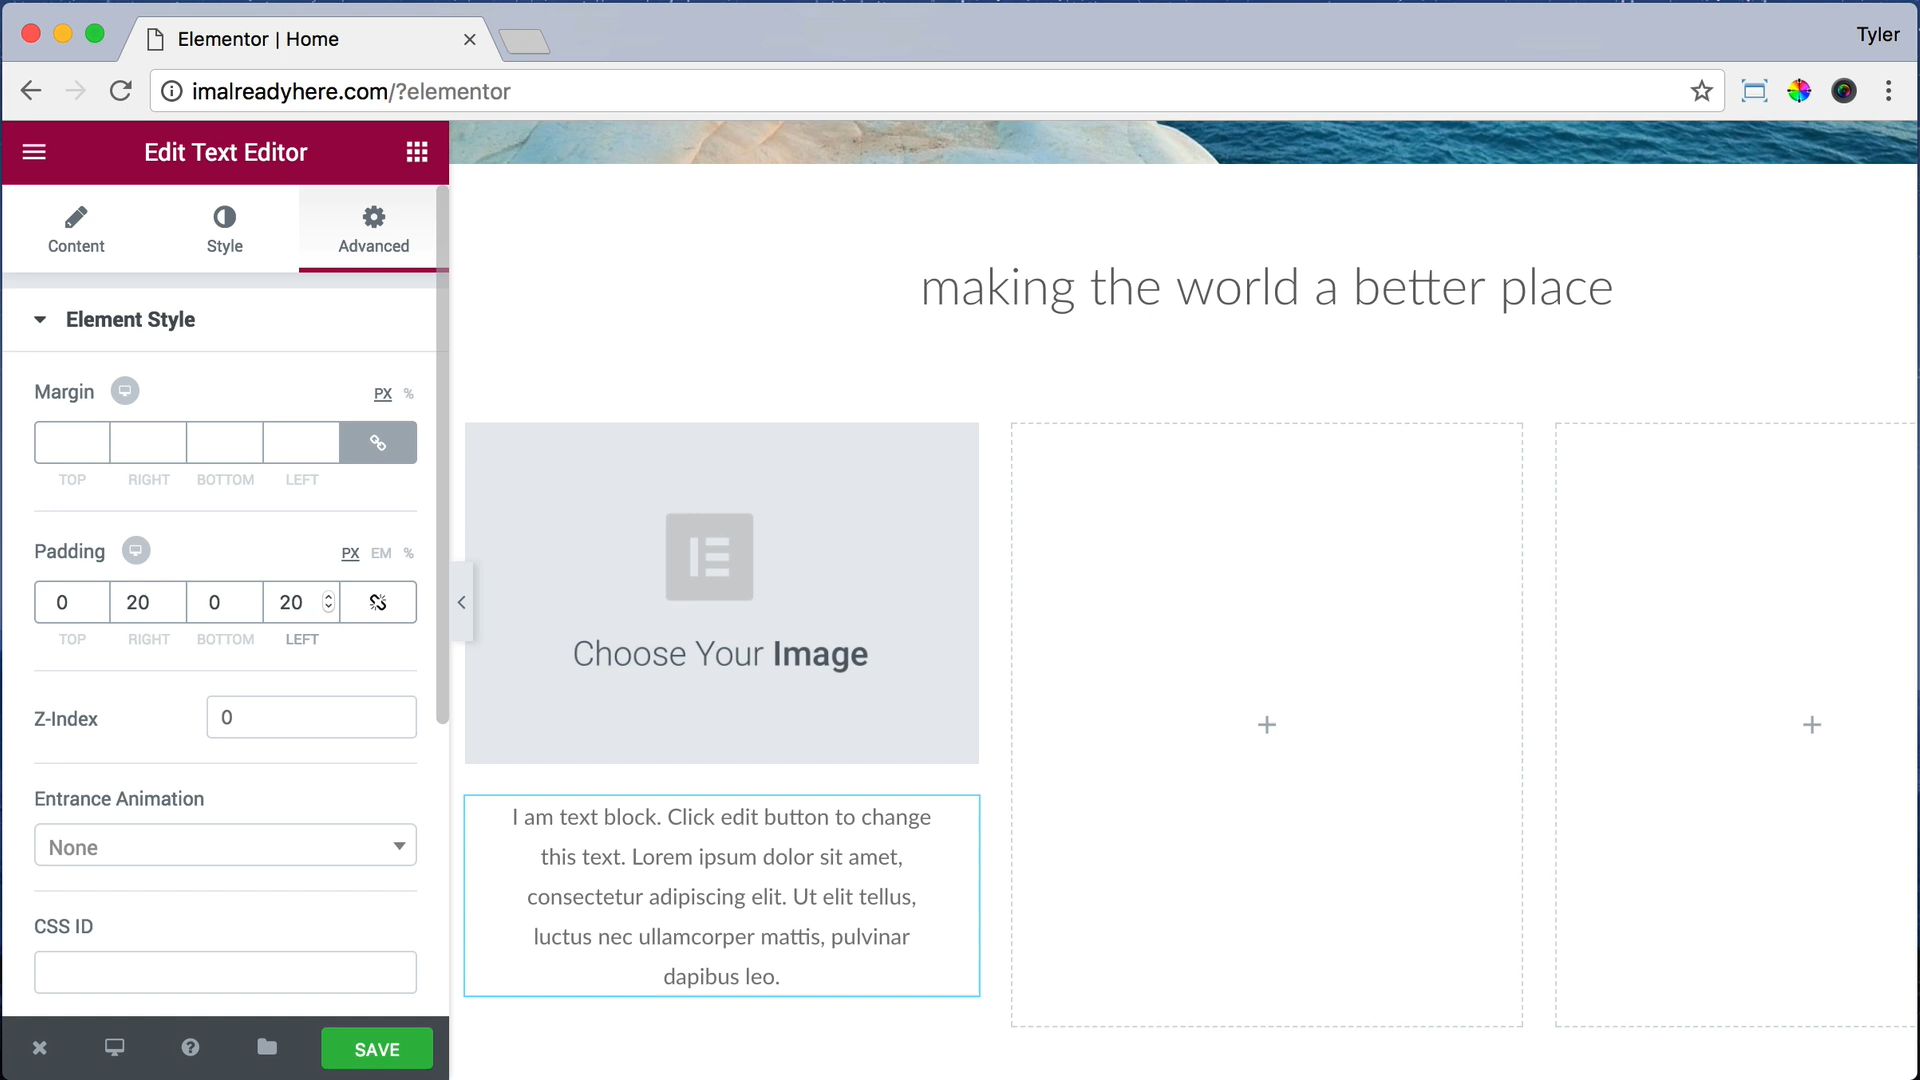 Elementor | Home
Tyler
imalreadyhere.com/?elementor
Edit Text Editor
Content
Style
Advanced
Element Style
Margin
PX %
TOP RIGHT BOTTOM LEFT
Padding
PX EM %
0 20 0 20
TOP RIGHT BOTTOM LEFT
Z-Index
0
Entrance Animation
None
CSS ID
SAVE
making the world a better place
Choose Your Image
I am text block. Click edit button to change
this text. Lorem ipsum dolor sit amet,
consectetur adipiscing elit. Ut elit tellus,
luctus nec ullamcorper mattis, pulvinar
dapibus leo.